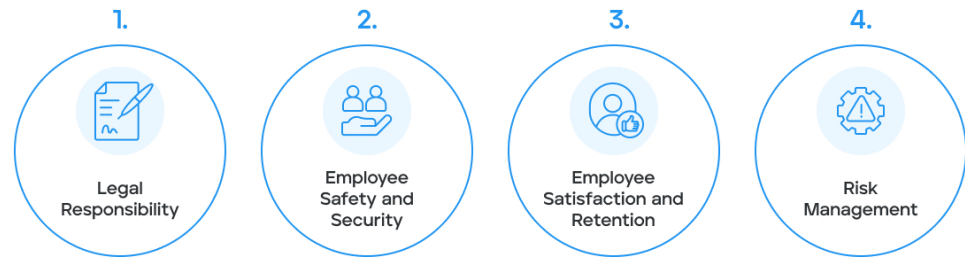 1.
Legal
Responsibility
2.
Employee
Safety and
Security
3.
Employee
Satisfaction and
Retention
4.
Risk
Management